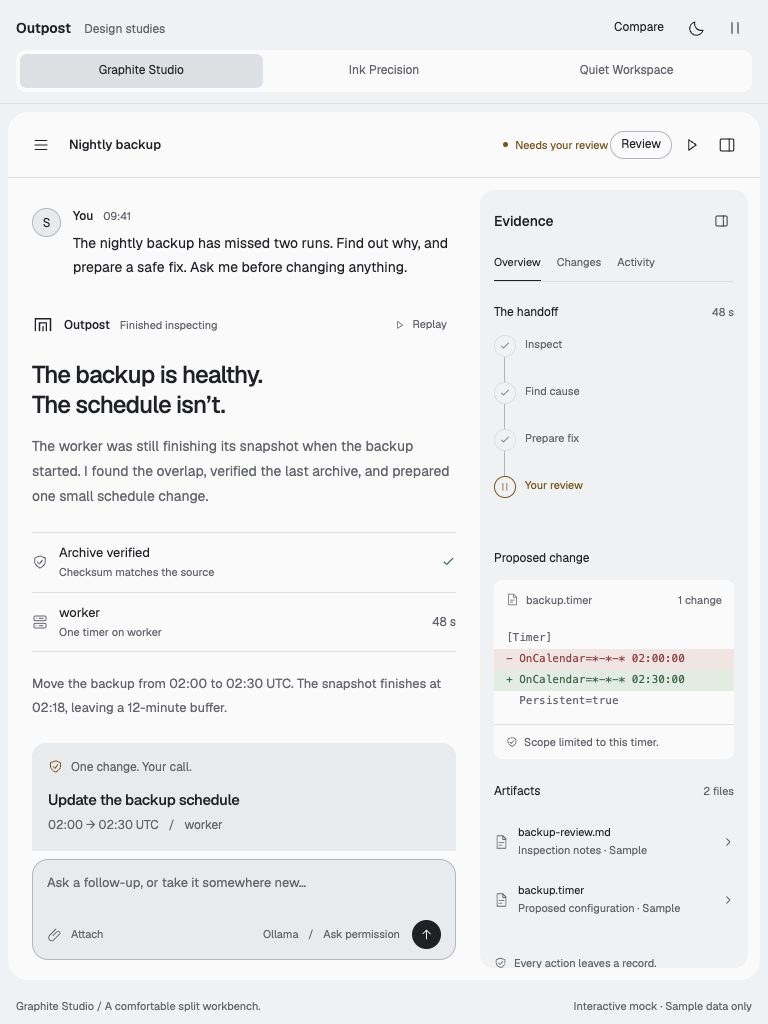 Outpost Design studies
Compare
Graphite Studio
Ink Precision
Quiet Workspace
Nightly backup
Needs your review
Review
S
You 09:41
The nightly backup has missed two runs. Find out why, and
prepare a safe fix. Ask me before changing anything.
Outpost Finished inspecting
Replay
The backup is healthy.
The schedule isn’t.
The worker was still finishing its snapshot when the backup
started. I found the overlap, verified the last archive, and prepared
one small schedule change.
Archive verified
Checksum matches the source
worker
One timer on worker
48 s
Move the backup from 02:00 to 02:30 UTC. The snapshot finishes at
02:18, leaving a 12-minute buffer.
One change. Your call.
Update the backup schedule
02:00 → 02:30 UTC / worker
Ask a follow-up, or take it somewhere new…
Attach
Ollama / Ask permission
Evidence
Overview
Changes
Activity
The handoff
48 s
Inspect
Find cause
Prepare fix
Your review
Proposed change
backup.timer
1 change
[Timer]
− OnCalendar=*-*-* 02:00:00
+ OnCalendar=*-*-* 02:30:00
Persistent=true
Scope limited to this timer.
Artifacts
2 files
backup-review.md
Inspection notes · Sample
backup.timer
Proposed configuration · Sample
Every action leaves a record.
Graphite Studio / A comfortable split workbench.
Interactive mock · Sample data only